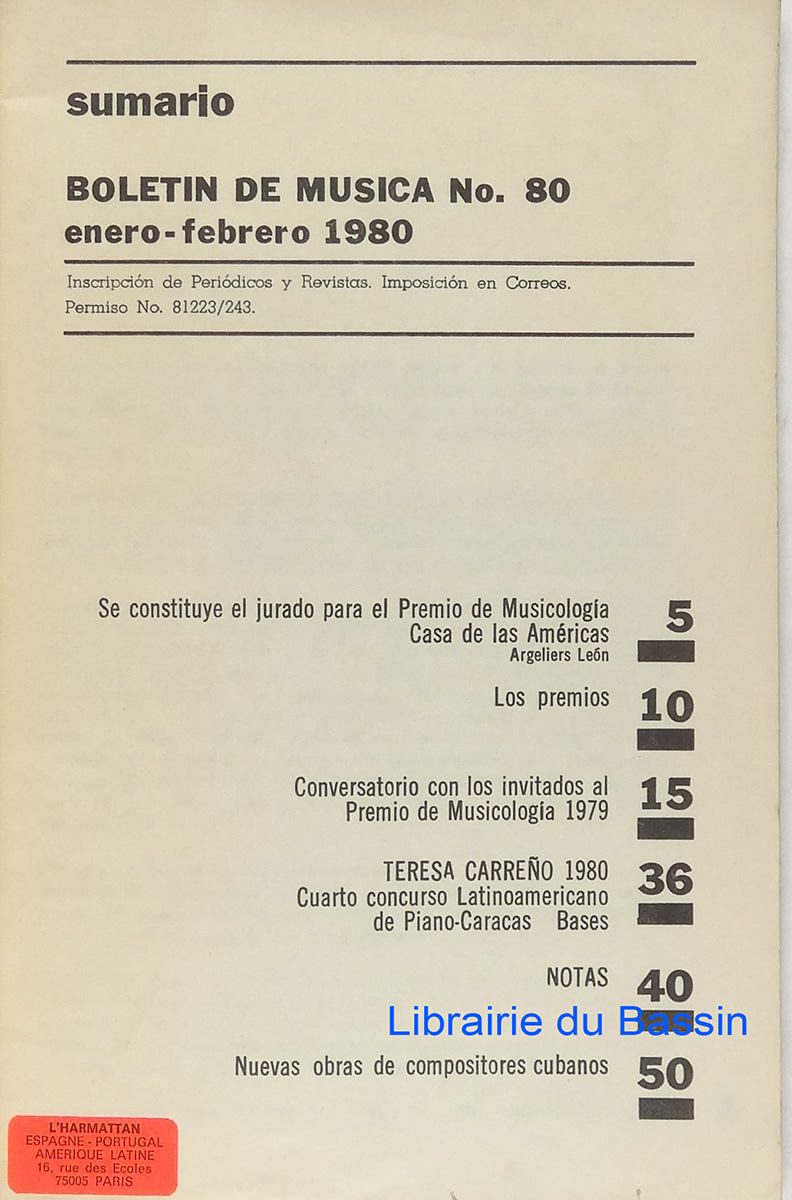 sumario
BOLETIN DE MUSICA No. 80
enero-febrero 1980
Inscripción de Periódicos y Revistas. Imposición en Correos.
Permiso No. 81223/243.
Se constituye el jurado para el Premio de Musicología
Casa de las Américas
Argeliers León
5
Los premios
10
Conversatorio con los invitados al
Premio de Musicología 1979
15
TERESA CARREÑO 1980
Cuarto concurso Latinoamericano
de Piano-Caracas Bases
36
NOTAS
40
Librairie du Bassin
Nuevas obras de compositores cubanos
50
L'HARMATTAN
ESPAGNE - PORTUGAL
AMERIQUE LATINE
16, rue des Ecoles
75005 PARIS